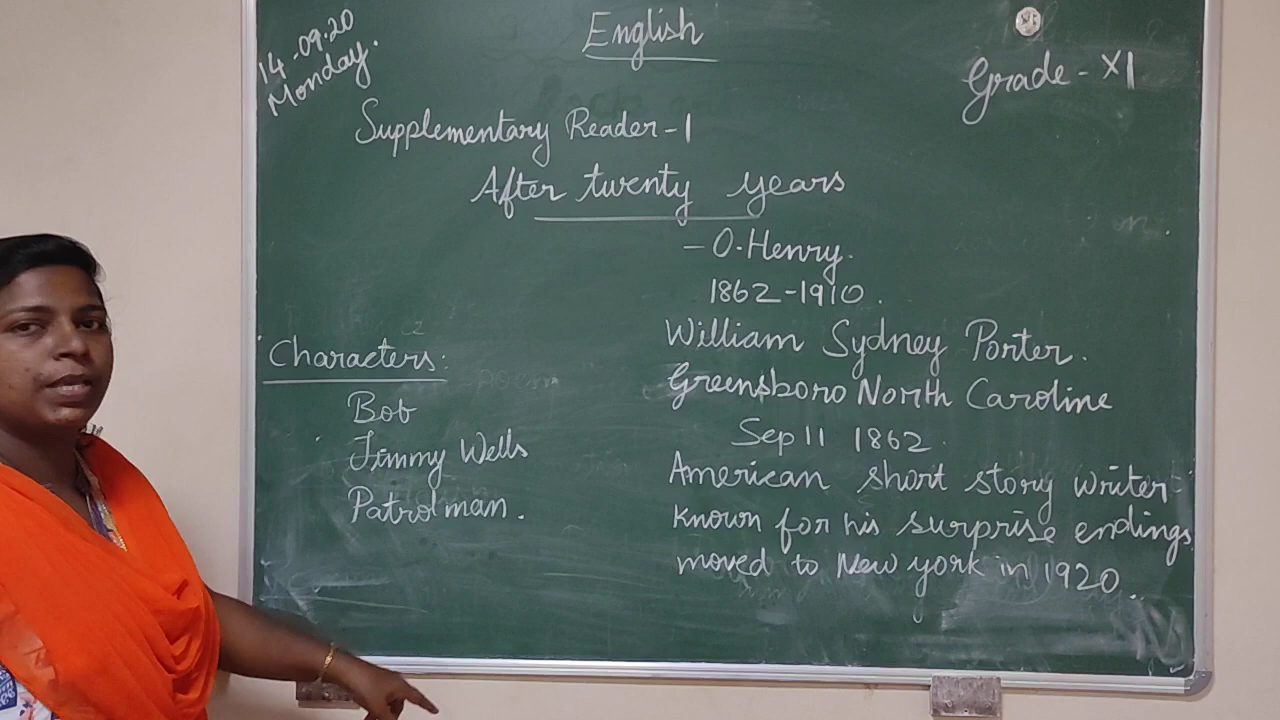 14-09-20
Monday.
English
Grade - XI
Supplementary Reader - 1
After twenty years
- O. Henry.
1862-1910.
William Sydney Porter.
Greensboro North Caroline
Sep 11 1862.
American short story writer
known for his surprise endings
moved to New york in 1920..
Characters:
Bob
Jimmy Wells
Patrolman.